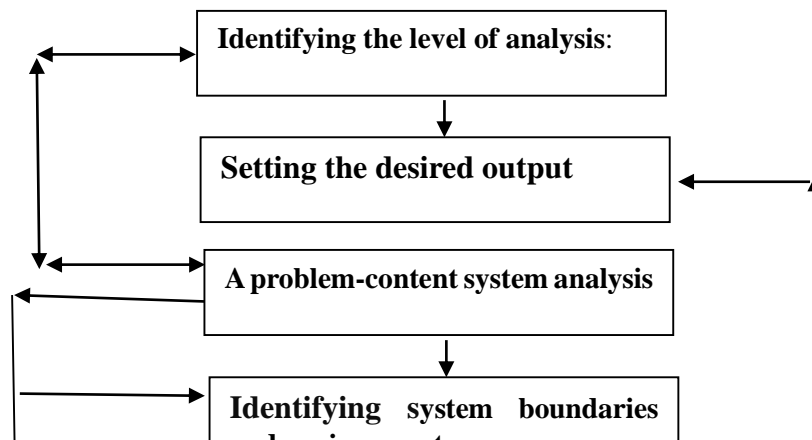 Identifying the level of analysis:
Setting the desired output
A problem-content system analysis
Identifying system boundaries